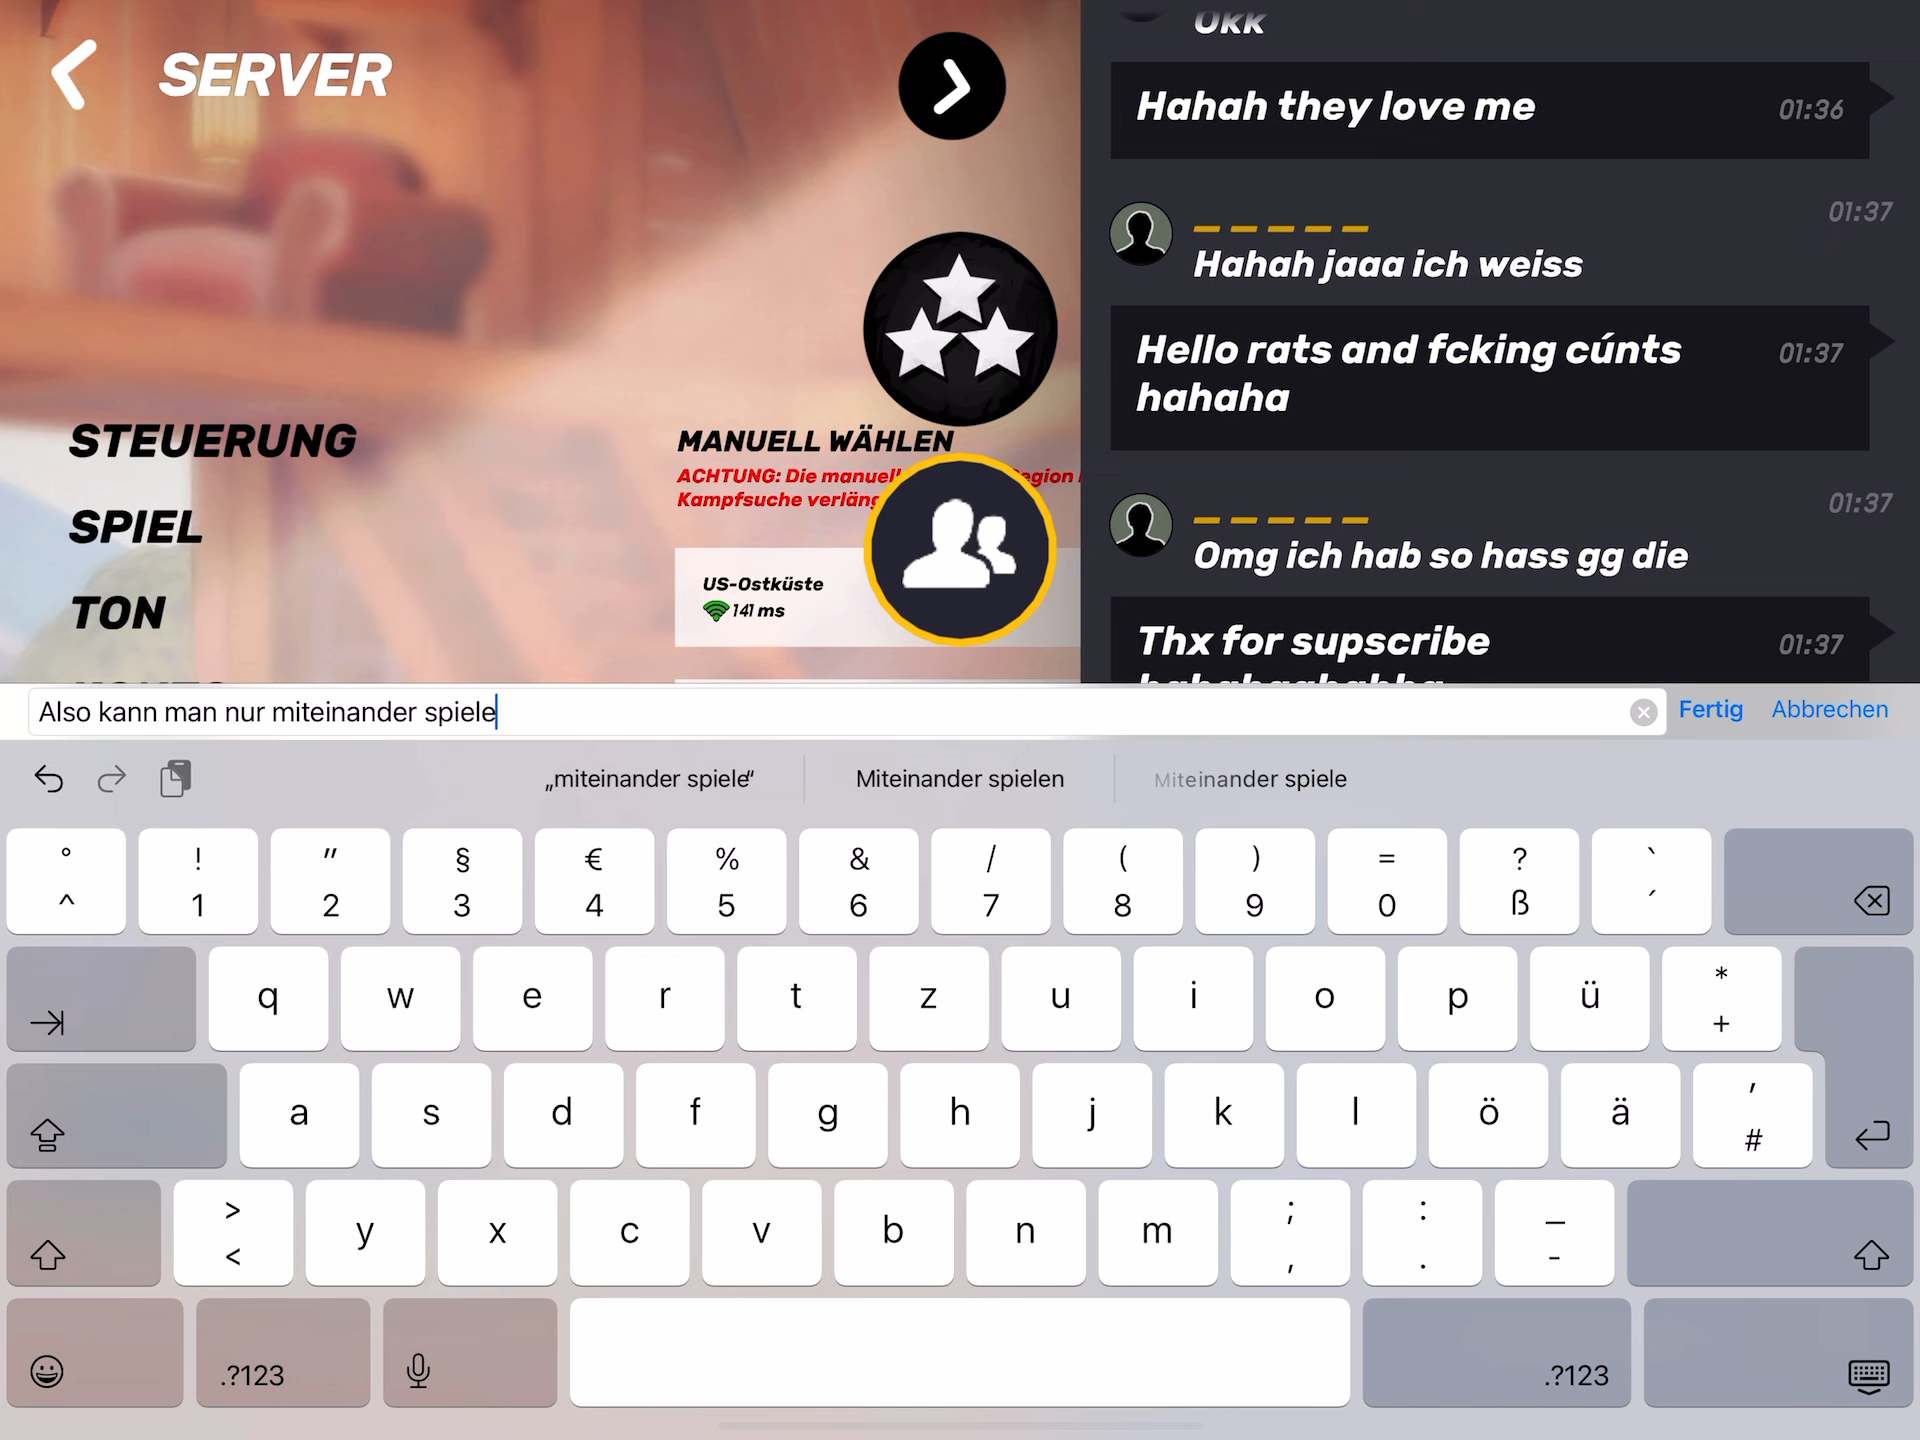 SERVER
STEUERUNG
SPIEL
TON
MANUELL WÄHLEN
ACHTUNG: Die manuel egion
Kampfsuche verläng
US-Ostküste
141 ms
Okk
Hahah they love me 01:36
01:37
Hahah jaaa ich weiss
Hello rats and fcking cúnts 01:37
hahaha
01:37
Omg ich hab so hass gg die
Thx for supscribe 01:37
Also kann man nur miteinander spiele
Fertig Abbrechen
„miteinander spiele“ Miteinander spielen Miteinander spiele
° ! " § € % & / ( ) = ? `
^ 1 2 3 4 5 6 7 8 9 0 ß ´
q w e r t z u i o p ü * +
a s d f g h j k l ö ä ' #
> < y x c v b n m ; , : . _ -
.?123 .?123